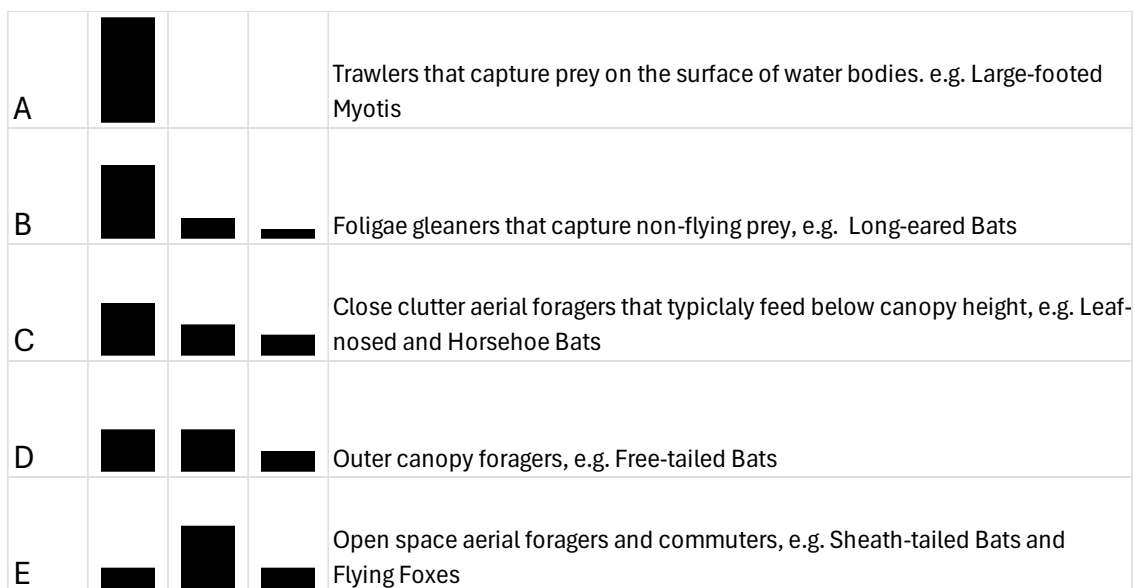 A
Trawlers that capture prey on the surface of water bodies. e.g. Large-footed
Myotis
B
Foligae gleaners that capture non-flying prey, e.g.  Long-eared Bats
C
Close clutter aerial foragers that typiclaly feed below canopy height, e.g. Leaf-
nosed and Horsehoe Bats
D
Outer canopy foragers, e.g. Free-tailed Bats
E
Open space aerial foragers and commuters, e.g. Sheath-tailed Bats and
Flying Foxes